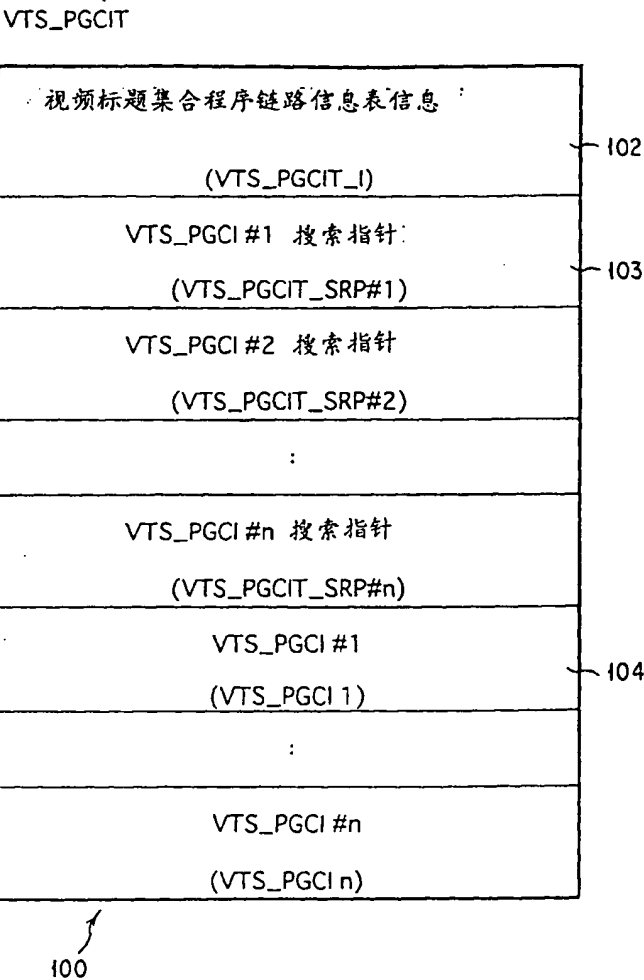 VTS_PGCIT
视频标题集合程序链路信息表信息
(VTS_PGCIT_I)
102
VTS_PGCI #1 搜索指针
(VTS_PGCIT_SRP#1)
103
VTS_PGCI #2 搜索指针
(VTS_PGCIT_SRP#2)
:
VTS_PGCI #n 搜索指针
(VTS_PGCIT_SRP#n)
VTS_PGCI #1
(VTS_PGCI 1)
104
:
VTS_PGCI #n
(VTS_PGCI n)
100